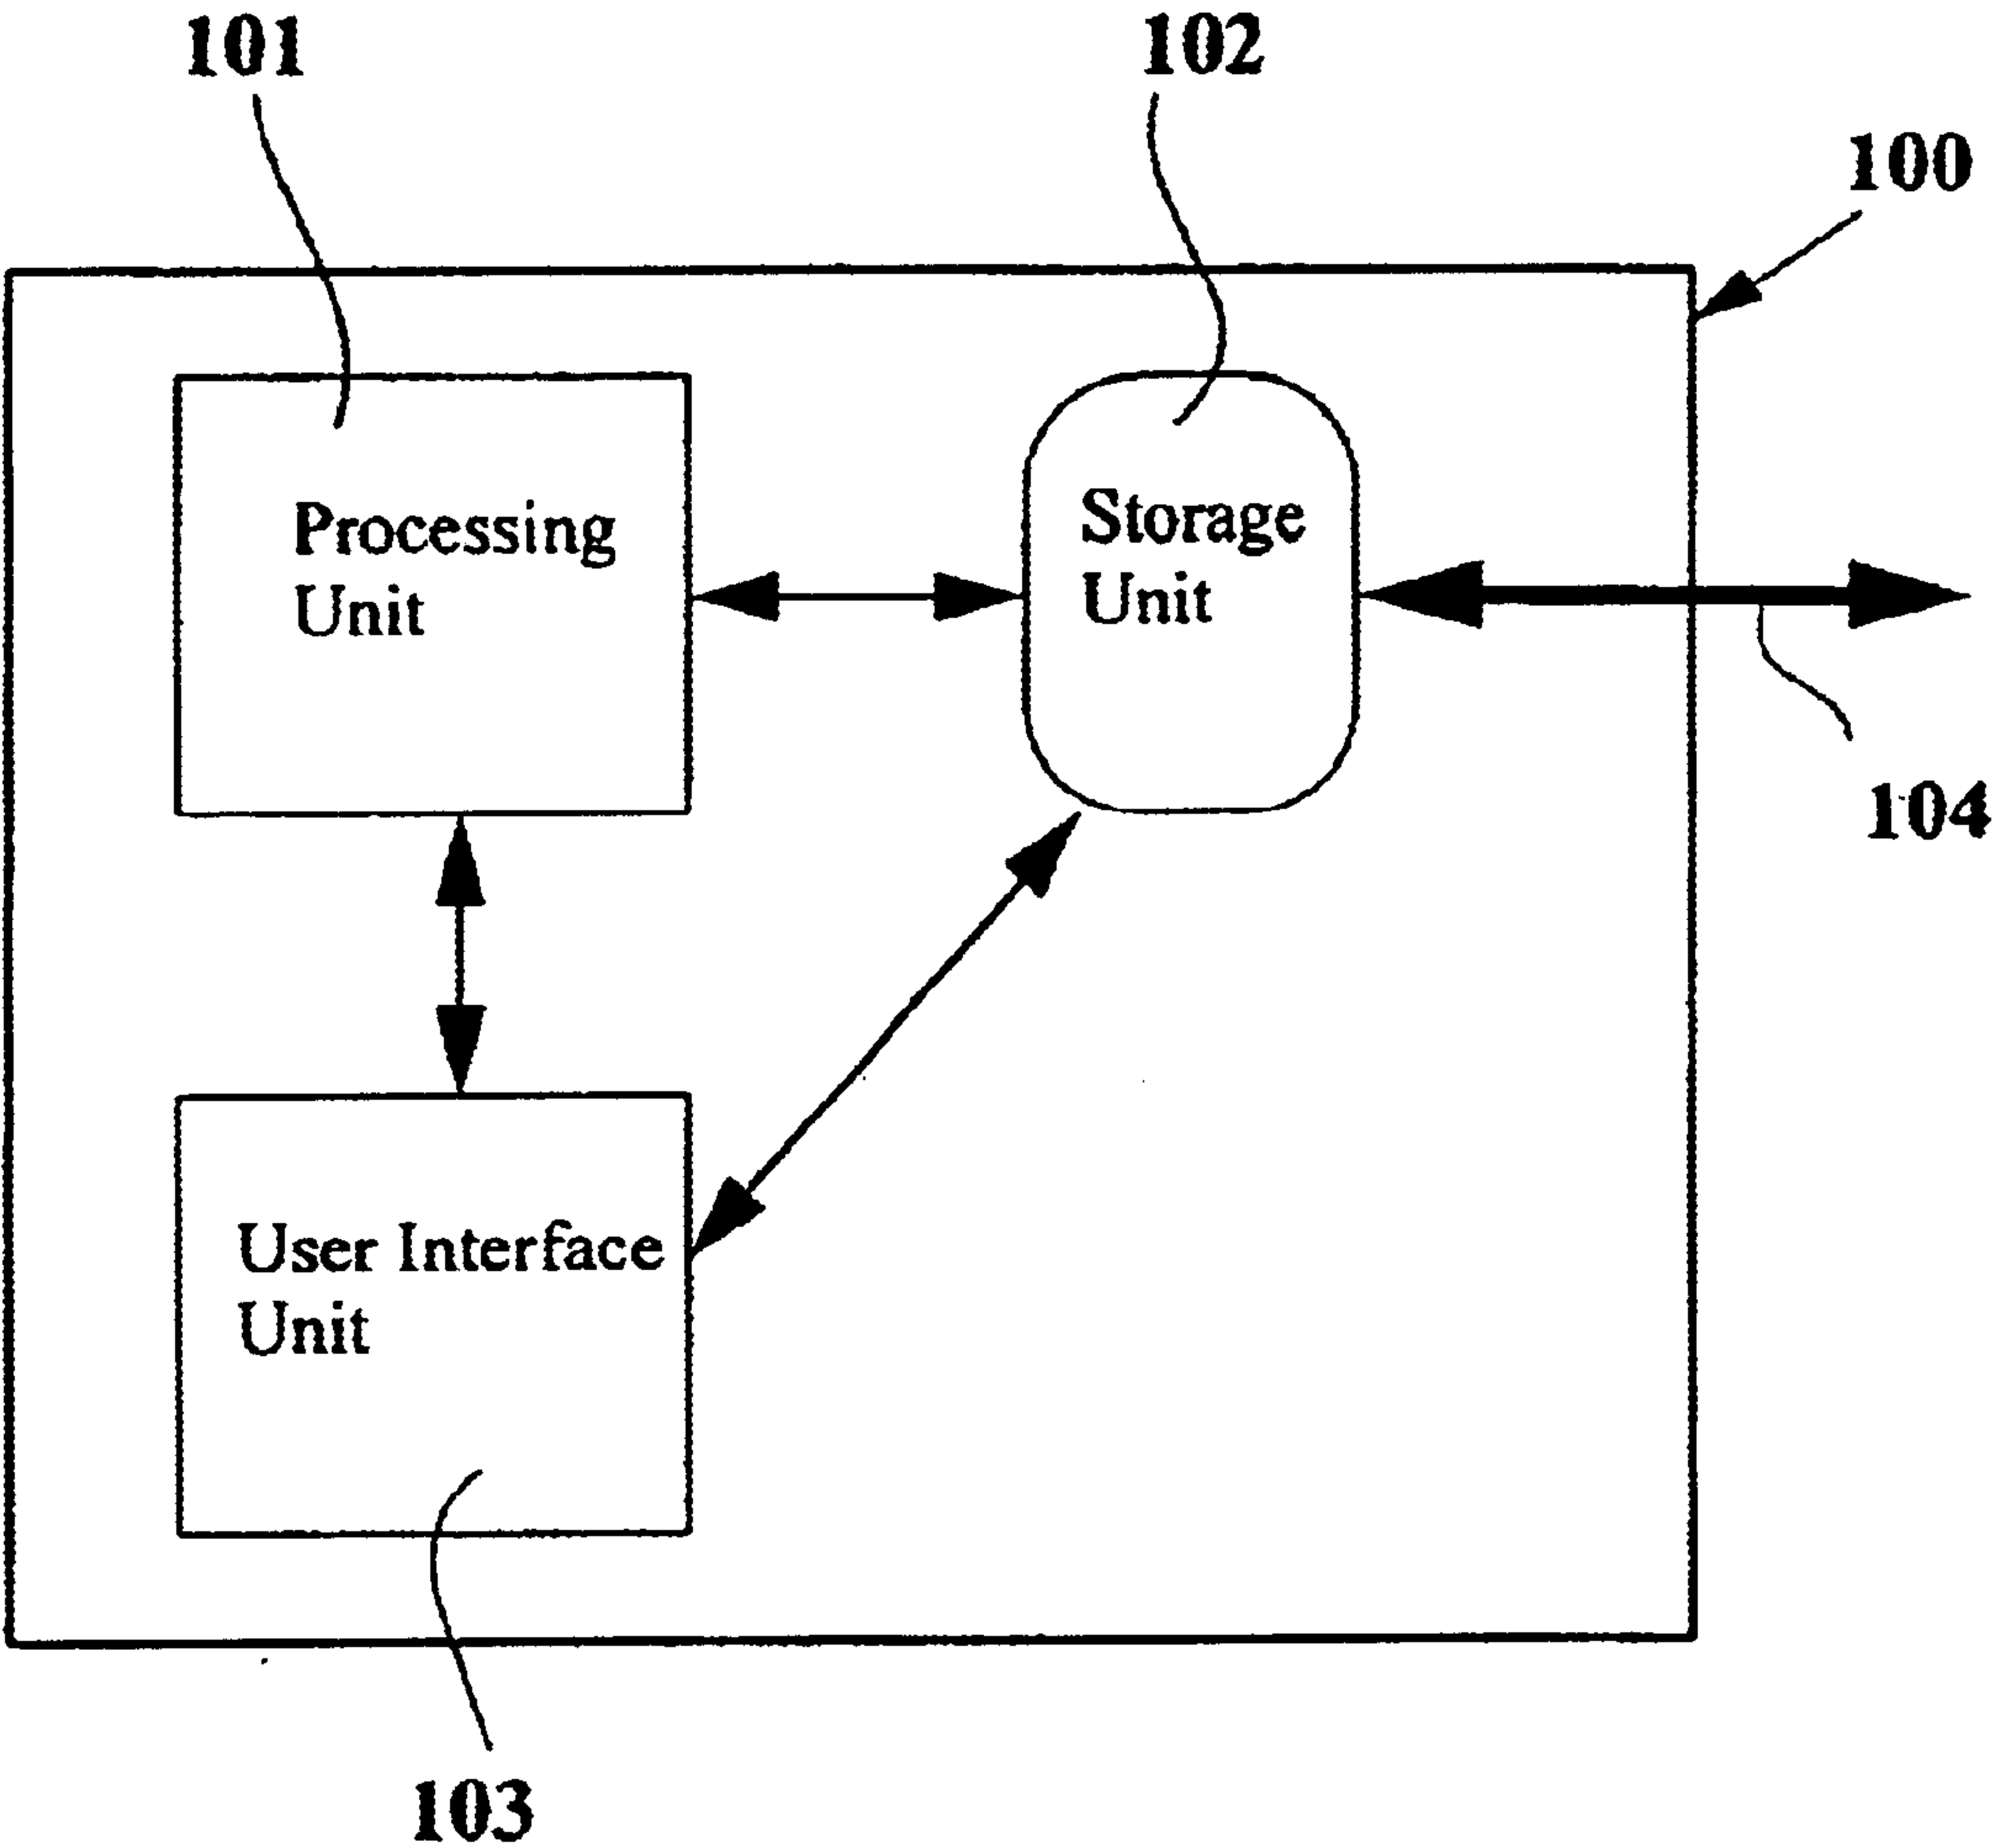 101
102
100
Processing
Unit
Storage
Unit
104
User Interface
Unit
103